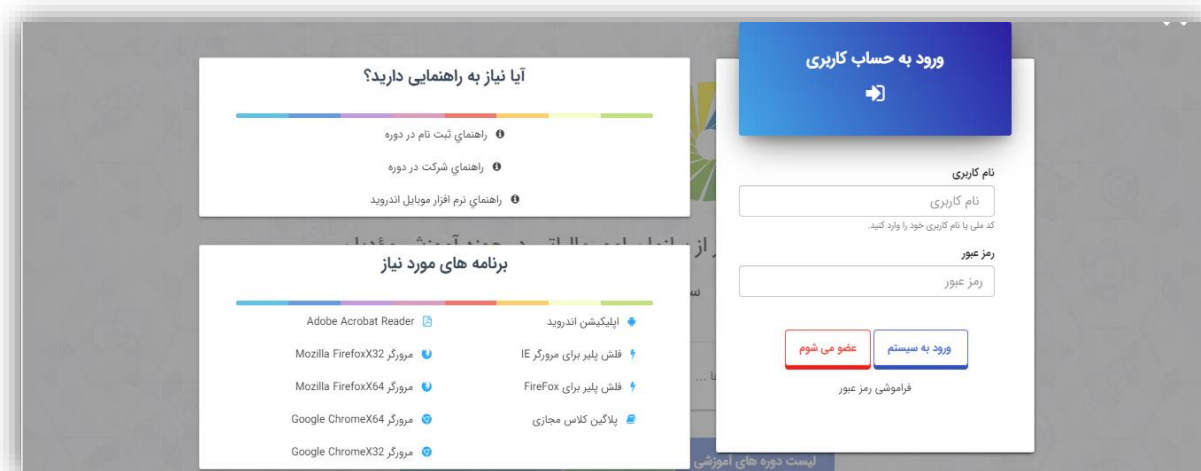 ورود به حساب کاربری
نام کاربری
نام کاربری
کد ملی یا نام کاربری خود را وارد کنید.
رمز عبور
رمز عبور
ورود به سیستم
عضو می شوم
فراموشی رمز عبور
آیا نیاز به راهنمایی دارید؟
راهنماي ثبت نام در دوره
راهنماي شرکت در دوره
راهنماي نرم افزار موبایل اندروید
برنامه های مورد نیاز
اپلیکیشن اندروید
فلش پلیر برای مرورگر IE
فلش پلیر برای FireFox
پلاگین کلاس مجازی
Adobe Acrobat Reader
مرورگر Mozilla FirefoxX32
مرورگر Mozilla FirefoxX64
مرورگر Google ChromeX64
مرورگر Google ChromeX32
لیست دوره های آموزشی